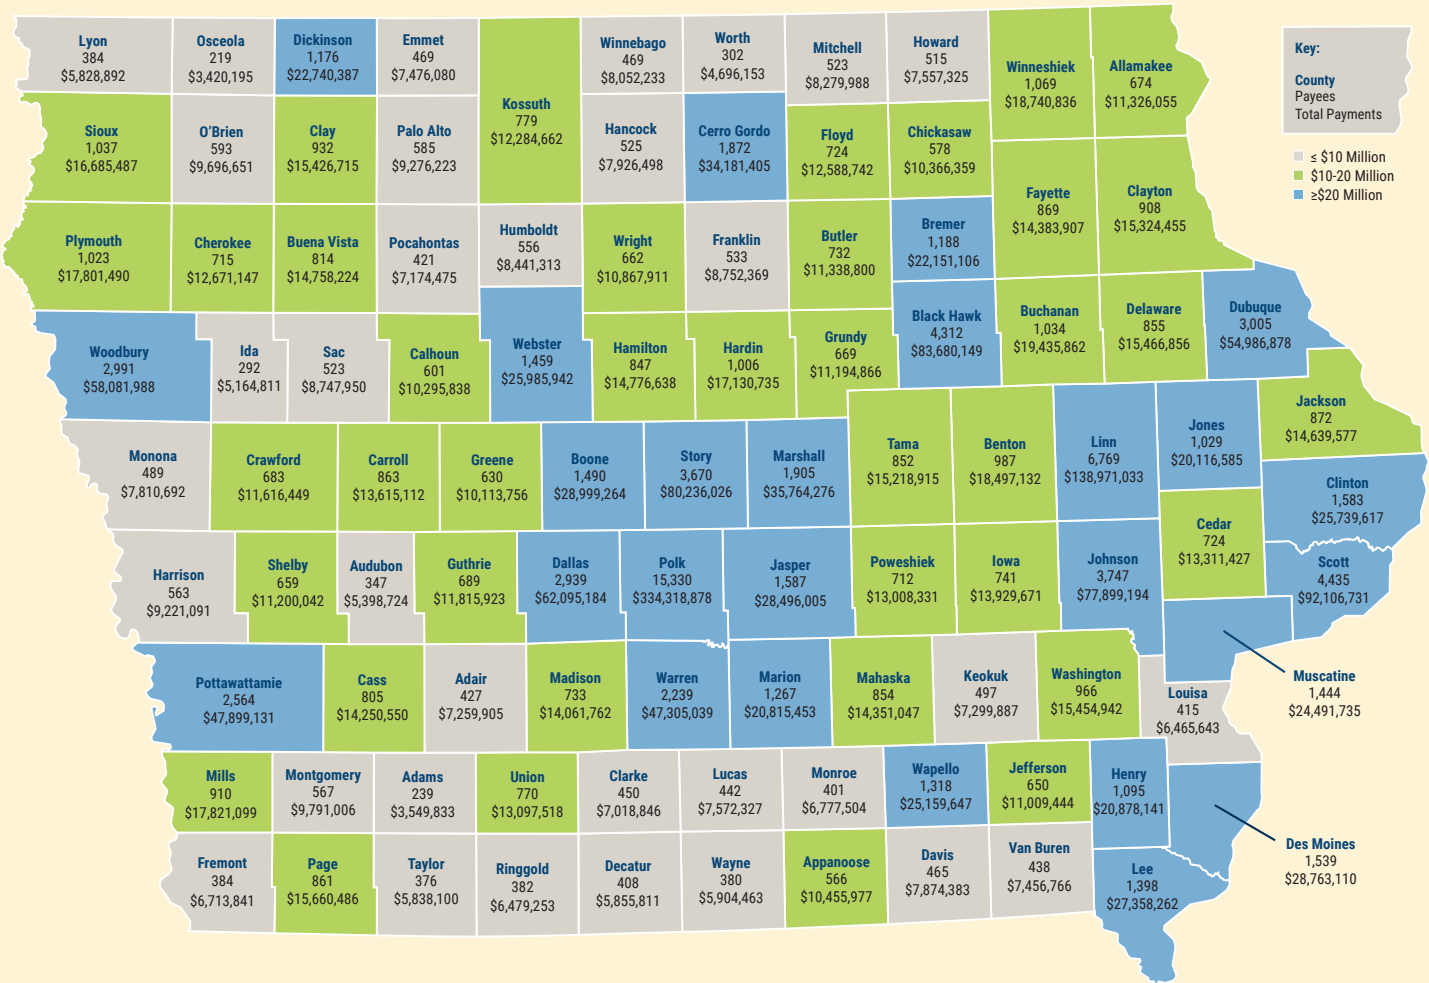 Lyon
384
$5,828,892
Osceola
219
$3,420,195
Dickinson
1,176
$22,740,387
Emmet
469
$7,476,080
Kossuth
779
$12,284,662
Winnebago
469
$8,052,233
Worth
302
$4,696,153
Mitchell
523
$8,279,988
Howard
515
$7,557,325
Winneshiek
1,069
$18,740,836
Allamakee
674
$11,326,055
Key:
County
Payees
Total Payments
≤ $10 Million
$10-20 Million
≥$20 Million
Sioux
1,037
$16,685,487
O'Brien
593
$9,696,651
Clay
932
$15,426,715
Palo Alto
585
$9,276,223
Hancock
525
$7,926,498
Cerro Gordo
1,872
$34,181,405
Floyd
724
$12,588,742
Chickasaw
578
$10,366,359
Fayette
869
$14,383,907
Clayton
908
$15,324,455
Plymouth
1,023
$17,801,490
Cherokee
715
$12,671,147
Buena Vista
814
$14,758,224
Pocahontas
421
$7,174,475
Humboldt
556
$8,441,313
Wright
662
$10,867,911
Franklin
533
$8,752,369
Butler
732
$11,338,800
Bremer
1,188
$22,151,106
Woodbury
2,991
$58,081,988
Ida
292
$5,164,811
Sac
523
$8,747,950
Calhoun
601
$10,295,838
Webster
1,459
$25,985,942
Hamilton
847
$14,776,638
Hardin
1,006
$17,130,735
Grundy
669
$11,194,866
Black Hawk
4,312
$83,680,149
Buchanan
1,034
$19,435,862
Delaware
855
$15,466,856
Dubuque
3,005
$54,986,878
Jackson
872
$14,639,577
Monona
489
$7,810,692
Crawford
683
$11,616,449
Carroll
863
$13,615,112
Greene
630
$10,113,756
Boone
1,490
$28,999,264
Story
3,670
$80,236,026
Marshall
1,905
$35,764,276
Tama
852
$15,218,915
Benton
987
$18,497,132
Linn
6,769
$138,971,033
Jones
1,029
$20,116,585
Clinton
1,583
$25,739,617
Cedar
724
$13,311,427
Harrison
563
$9,221,091
Shelby
659
$11,200,042
Audubon
347
$5,398,724
Guthrie
689
$11,815,923
Dallas
2,939
$62,095,184
Polk
15,330
$334,318,878
Jasper
1,587
$28,496,005
Poweshiek
712
$13,008,331
Iowa
741
$13,929,671
Johnson
3,747
$77,899,194
Scott
4,435
$92,106,731
Pottawattamie
2,564
$47,899,131
Cass
805
$14,250,550
Adair
427
$7,259,905
Madison
733
$14,061,762
Warren
2,239
$47,305,039
Marion
1,267
$20,815,453
Mahaska
854
$14,351,047
Keokuk
497
$7,299,887
Washington
966
$15,454,942
Louisa
415
$6,465,643
Muscatine
1,444
$24,491,735
Mills
910
$17,821,099
Montgomery
567
$9,791,006
Adams
239
$3,549,833
Union
770
$13,097,518
Clarke
450
$7,018,846
Lucas
442
$7,572,327
Monroe
401
$6,777,504
Wapello
1,318
$25,159,647
Jefferson
650
$11,009,444
Henry
1,095
$20,878,141
Des Moines
1,539
$28,763,110
Fremont
384
$6,713,841
Page
861
$15,660,486
Taylor
376
$5,838,100
Ringgold
382
$6,479,253
Decatur
408
$5,855,811
Wayne
380
$5,904,463
Appanoose
566
$10,455,977
Davis
465
$7,874,383
Van Buren
438
$7,456,766
Lee
1,398
$27,358,262